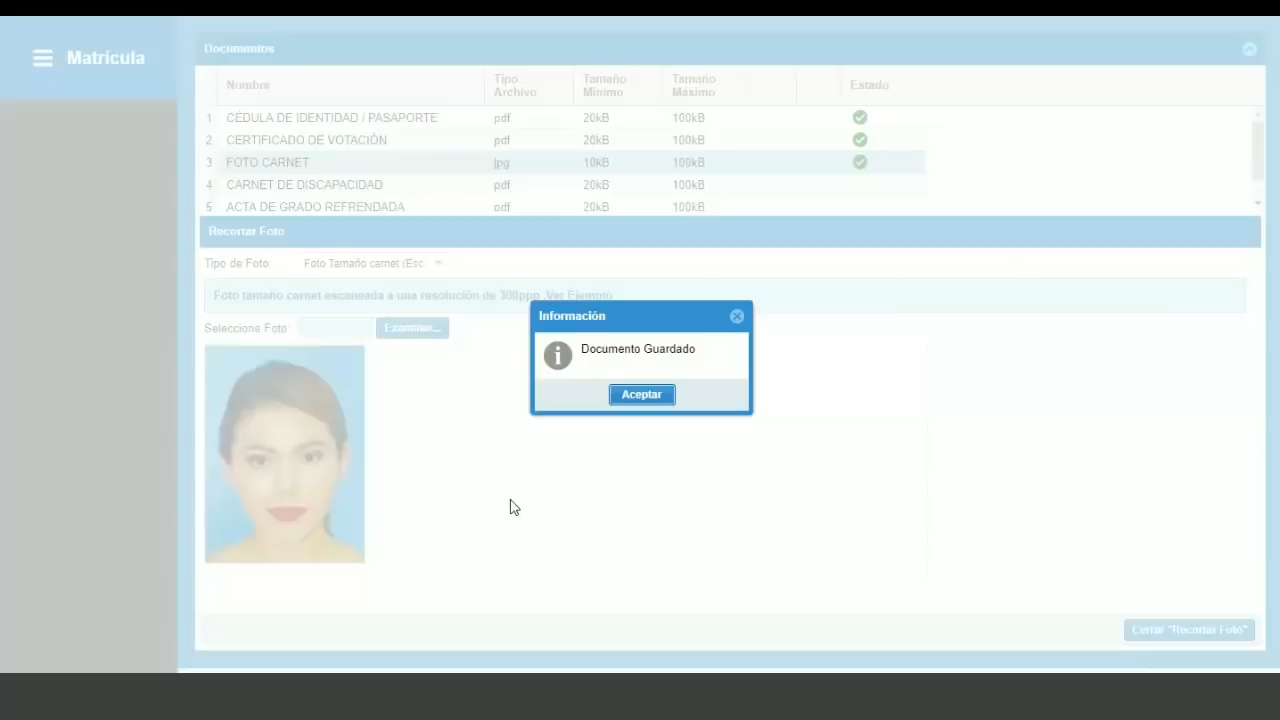 Matrícula
Documentos
Nombre Tipo Archivo Tamaño Mínimo Tamaño Máximo Estado
1 CÉDULA DE IDENTIDAD / PASAPORTE pdf 20kB 100kB
2 CERTIFICADO DE VOTACIÓN pdf 20kB 100kB
3 FOTO CARNET jpg 10kB 100kB
4 CARNET DE DISCAPACIDAD pdf 20kB 100kB
5 ACTA DE GRADO REFRENDADA pdf 20kB 100kB
Recortar Foto
Tipo de Foto: Foto Tamaño carnet (Esc
Foto tamaño carnet escaneada a una resolución de 300ppp .Ver Ejemplo
Información
Seleccione Foto: Examinar...
Documento Guardado
Aceptar
Cerrar "Recortar Foto"